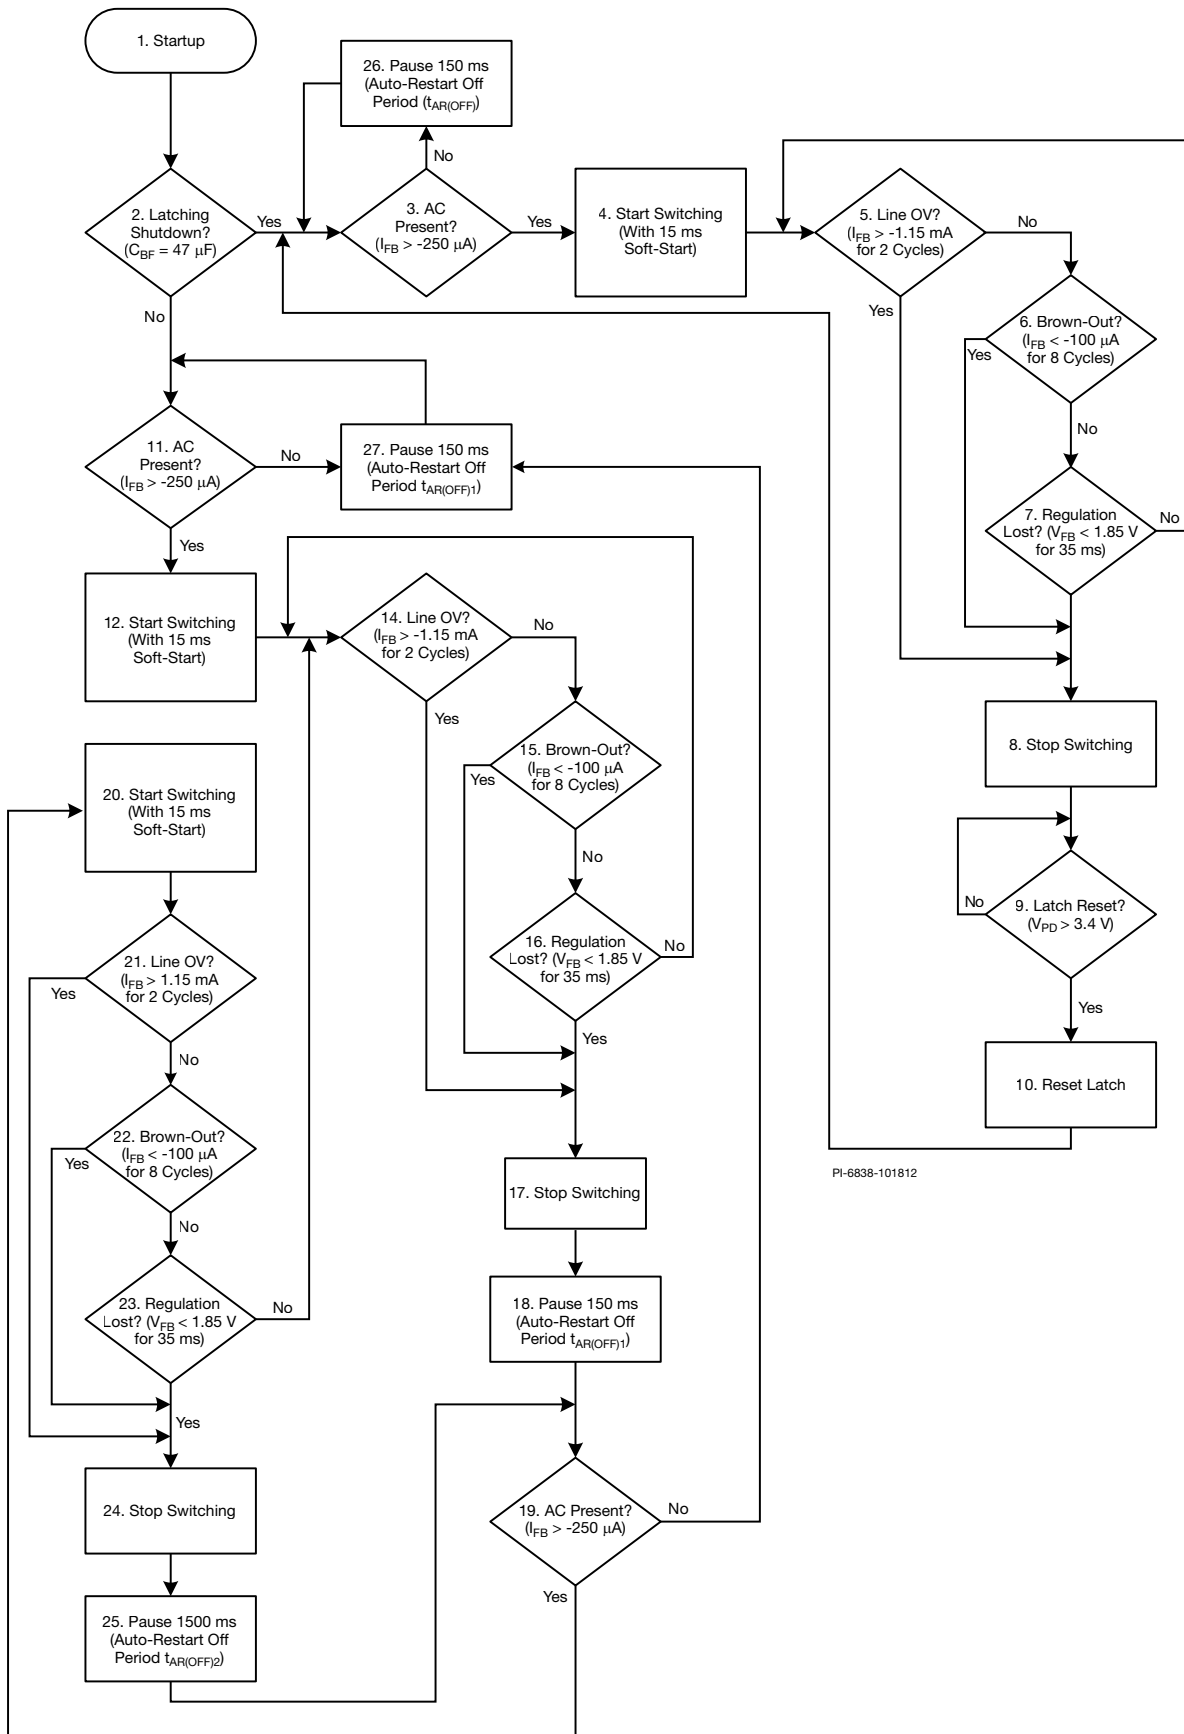 1. Startup
26. Pause 150 ms
(Auto-Restart Off
Period (tAR(OFF))
No
2. Latching
Shutdown?
(CBF = 47 µF)
Yes
3. AC
Present?
(IFB > -250 µA)
Yes
4. Start Switching
(With 15 ms
Soft-Start)
5. Line OV?
(IFB > -1.15 mA
for 2 Cycles)
No
Yes
No
6. Brown-Out?
(IFB < -100 µA
for 8 Cycles)
Yes
No
11. AC
Present?
(IFB > -250 µA)
No
27. Pause 150 ms
(Auto-Restart Off
Period tAR(OFF)1)
7. Regulation
Lost? (VFB < 1.85 V
for 35 ms)
No
Yes
Yes
12. Start Switching
(With 15 ms
Soft-Start)
14. Line OV?
(IFB > -1.15 mA
for 2 Cycles)
No
Yes
8. Stop Switching
15. Brown-Out?
(IFB < -100 µA
for 8 Cycles)
Yes
No
20. Start Switching
(With 15 ms
Soft-Start)
9. Latch Reset?
(VPD > 3.4 V)
No
Yes
16. Regulation
Lost? (VFB < 1.85 V
for 35 ms)
No
Yes
21. Line OV?
(IFB > 1.15 mA
for 2 Cycles)
Yes
No
10. Reset Latch
22. Brown-Out?
(IFB < -100 µA
for 8 Cycles)
Yes
No
17. Stop Switching
PI-6838-101812
23. Regulation
Lost? (VFB < 1.85 V
for 35 ms)
No
Yes
18. Pause 150 ms
(Auto-Restart Off
Period tAR(OFF)1)
24. Stop Switching
19. AC Present?
(IFB > -250 µA)
No
Yes
25. Pause 1500 ms
(Auto-Restart Off
Period tAR(OFF)2)